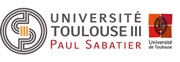 UNIVERSITÉ
TOULOUSE III
PAUL SABATIER
Université
de Toulouse